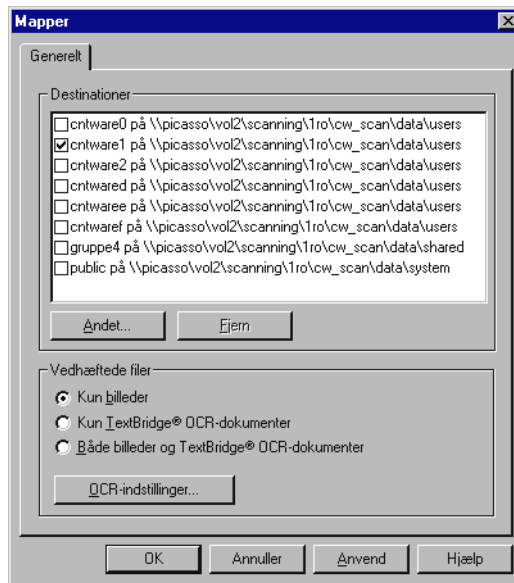 Mapper
Generelt
Destinationer
cntware0 på \\picasso\vol2\scanning\1ro\cw_scan\data\users
cntware1 på \\picasso\vol2\scanning\1ro\cw_scan\data\users
cntware2 på \\picasso\vol2\scanning\1ro\cw_scan\data\users
cntwared på \\picasso\vol2\scanning\1ro\cw_scan\data\users
cntwaree på \\picasso\vol2\scanning\1ro\cw_scan\data\users
cntwaref på \\picasso\vol2\scanning\1ro\cw_scan\data\users
gruppe4 på \\picasso\vol2\scanning\1ro\cw_scan\data\shared
public på \\picasso\vol2\scanning\1ro\cw_scan\data\system
Andet... Fjern
Vedhæftede filer
Kun billeder
Kun TextBridge® OCR-dokumenter
Både billeder og TextBridge® OCR-dokumenter
OCR-indstillinger...
OK Annuller Anvend Hjælp